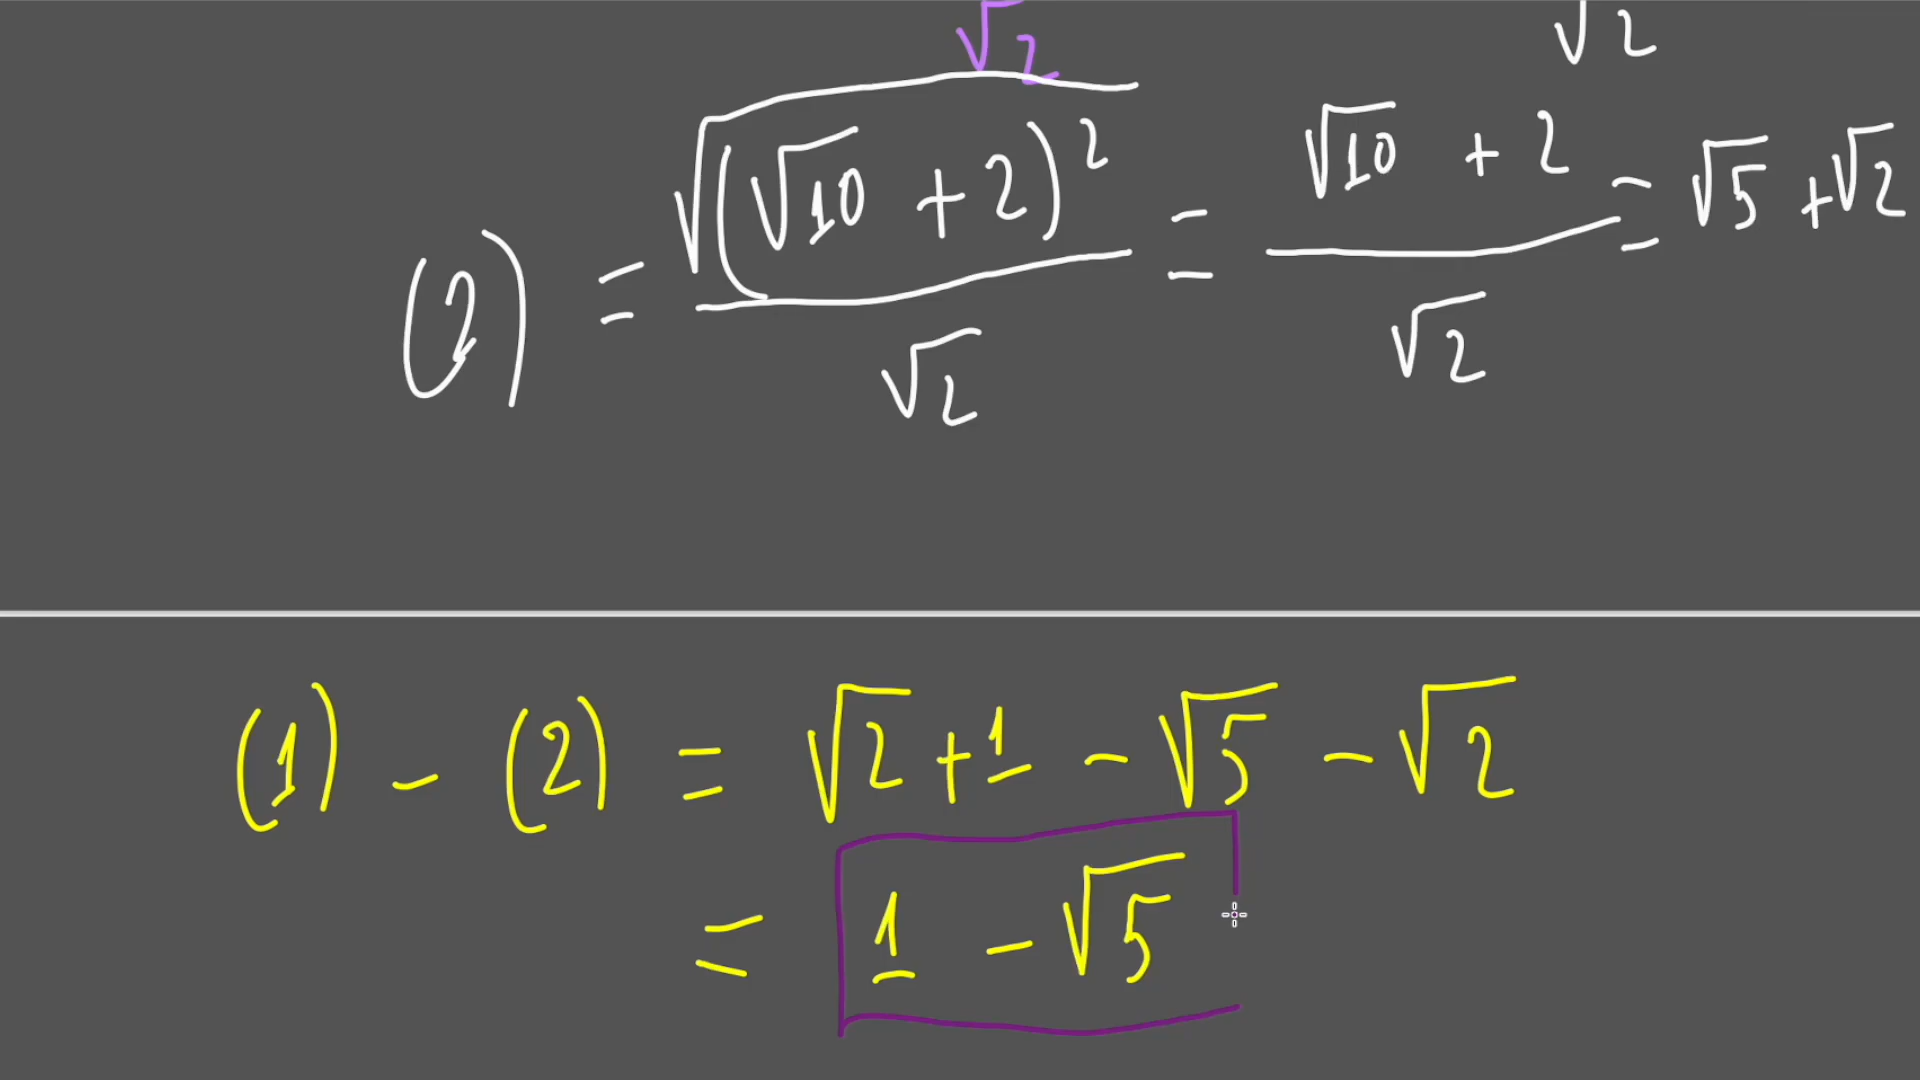 √2 √2
(2) = √((√10 + 2)²) / √2 = (√10 + 2) / √2 = √5 + √2
(1) - (2) = √2 + 1 - √5 - √2
= 1 - √5